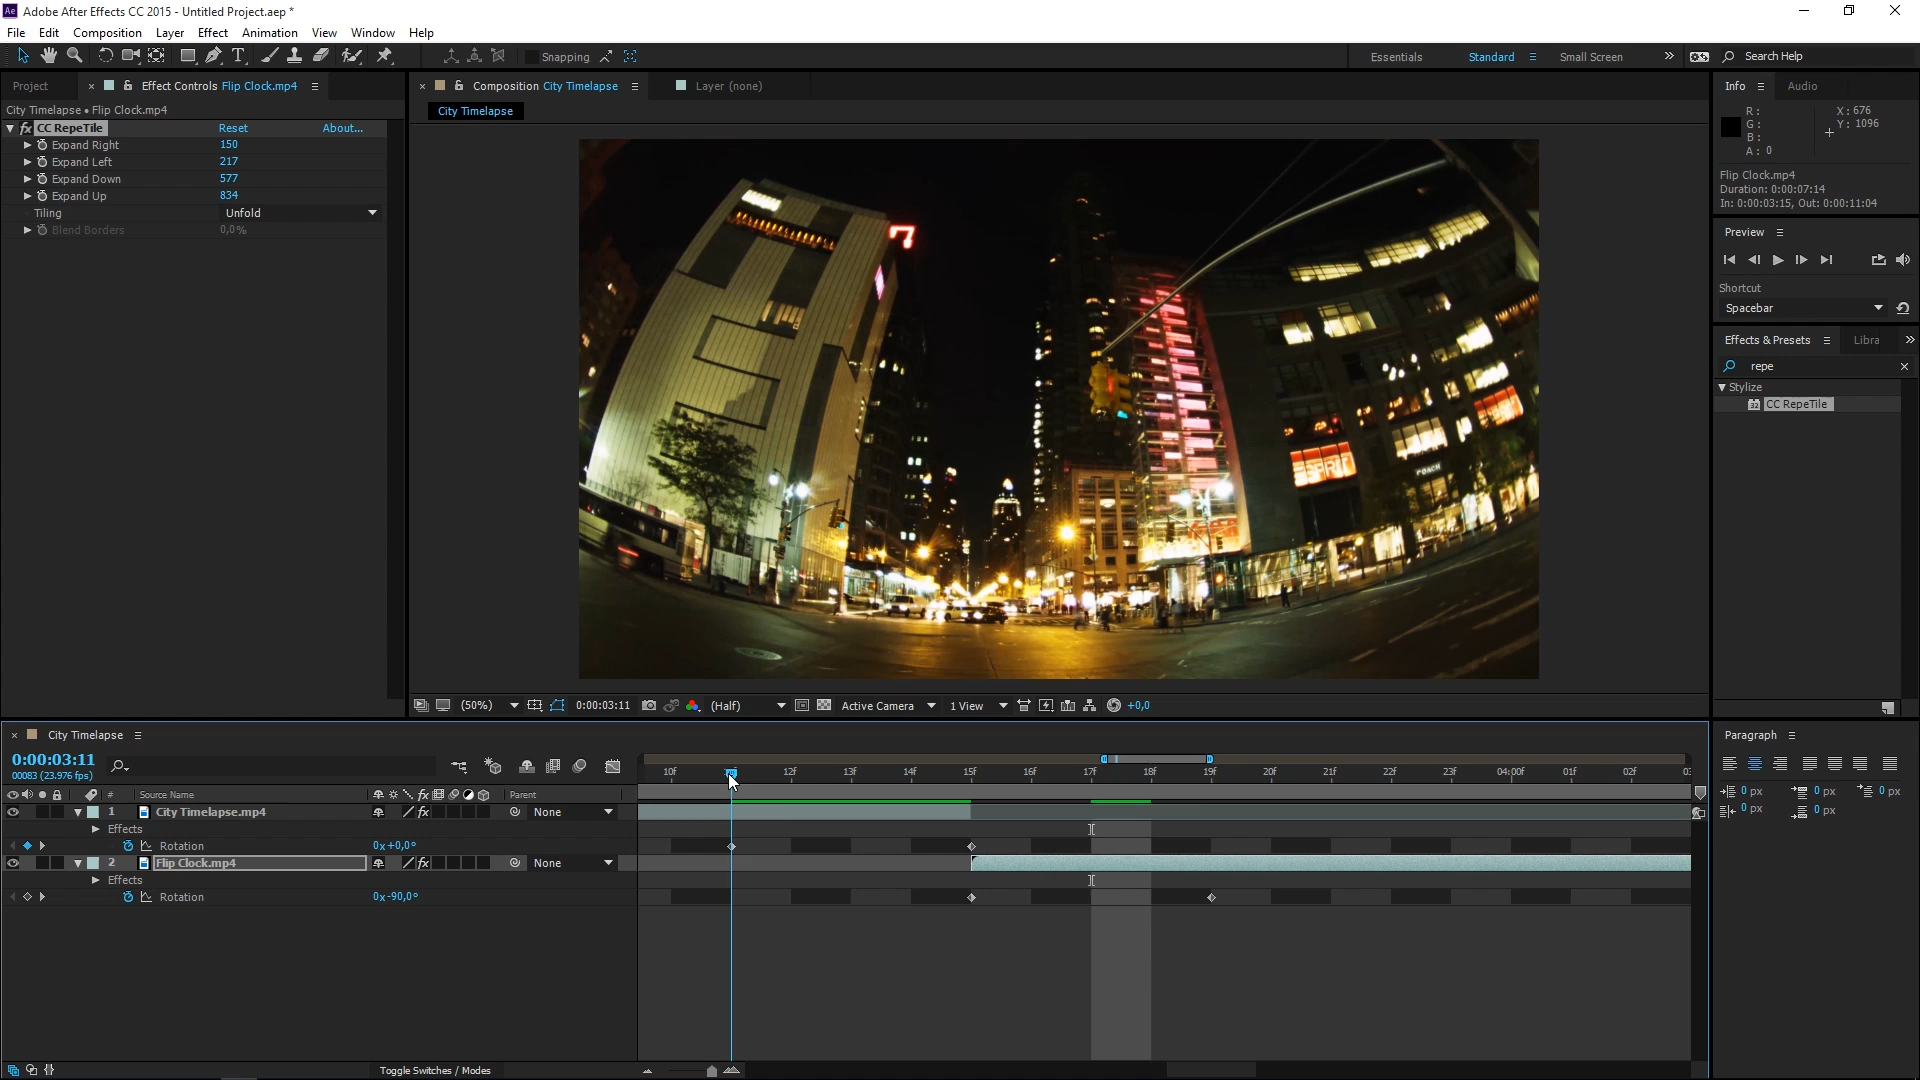 Ae Adobe After Effects CC 2015 - Untitled Project.aep *
File Edit Composition Layer Effect Animation View Window Help
Snapping Essentials Standard Small Screen Search Help
Project Effect Controls Flip Clock.mp4
City Timelapse • Flip Clock.mp4
fx CC RepeTile Reset About...
Expand Right 150
Expand Left 217
Expand Down 577
Expand Up 834
Tiling Unfold
Blend Borders 0,0%
Composition City Timelapse Layer (none)
City Timelapse
ESPRIT
COACH
(50%) 0:00:03:11 (Half) Active Camera 1 View +0,0
Info Audio
R: X: 676
G: Y: 1096
B:
A: 0
Flip Clock.mp4
Duration: 0:00:07:14
In: 0:00:03:15, Out: 0:00:11:04
Preview
Shortcut
Spacebar
Effects & Presets Libra
repe
Stylize
32 CC RepeTile
City Timelapse
0:00:03:11
00083 (23.976 fps)
# Source Name Parent
10f 12f 13f 14f 15f 16f 17f 18f 19f 20f 21f 22f 23f 04:00f 01f 02f 03
1 City Timelapse.mp4 fx None
Effects
Rotation 0x+0,0°
2 Flip Clock.mp4 fx None
Effects
Rotation 0x-90,0°
Toggle Switches / Modes
Paragraph
0 px 0 px 0 px
0 px 0 px